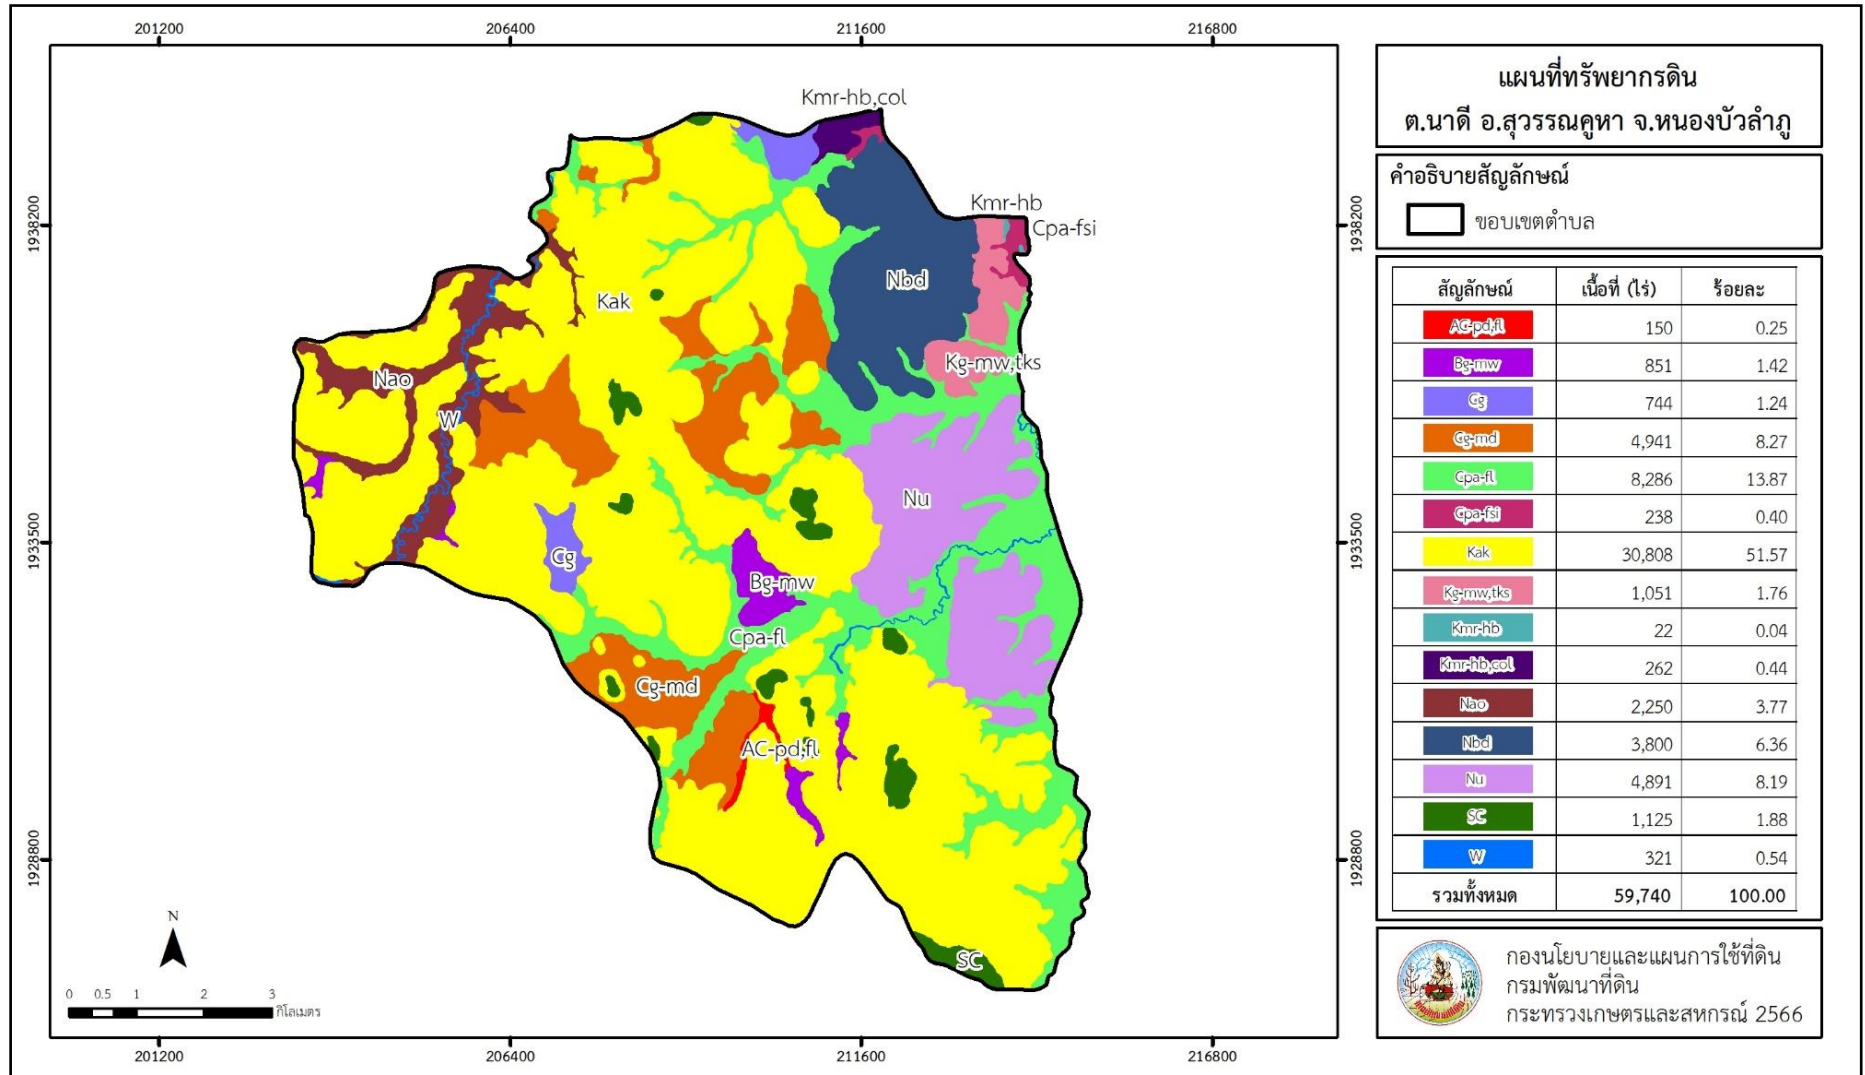 201200 206400 211600 216800
Kmr-hb,col
Kmr-hb
Cpa-fsi
1938200 1938200
Nbd
Kak
Kg-mw,tks
Nao
W
Nu
1933500 1933500
Cg
Bg-mw
Cpa-fl
Cg-md
AC-pd,fl
1928800 1928800
SC
N
0 0.5 1 2 3
กิโลเมตร
201200 206400 211600 216800
แผนที่ทรัพยากรดิน
ต.นาดี อ.สุวรรณคูหา จ.หนองบัวลำภู
คำอธิบายสัญลักษณ์
ขอบเขตตำบล
สัญลักษณ์ เนื้อที่ (ไร่) ร้อยละ
AC-pd,fl 150 0.25
Bg-mw 851 1.42
Cg 744 1.24
Cg-md 4,941 8.27
Cpa-fl 8,286 13.87
Cpa-fsi 238 0.40
Kak 30,808 51.57
Kg-mw,tks 1,051 1.76
Kmr-hb 22 0.04
Kmr-hb,col 262 0.44
Nao 2,250 3.77
Nbd 3,800 6.36
Nu 4,891 8.19
SC 1,125 1.88
W 321 0.54
รวมทั้งหมด 59,740 100.00
กองนโยบายและแผนการใช้ที่ดิน
กรมพัฒนาที่ดิน
กระทรวงเกษตรและสหกรณ์ 2566